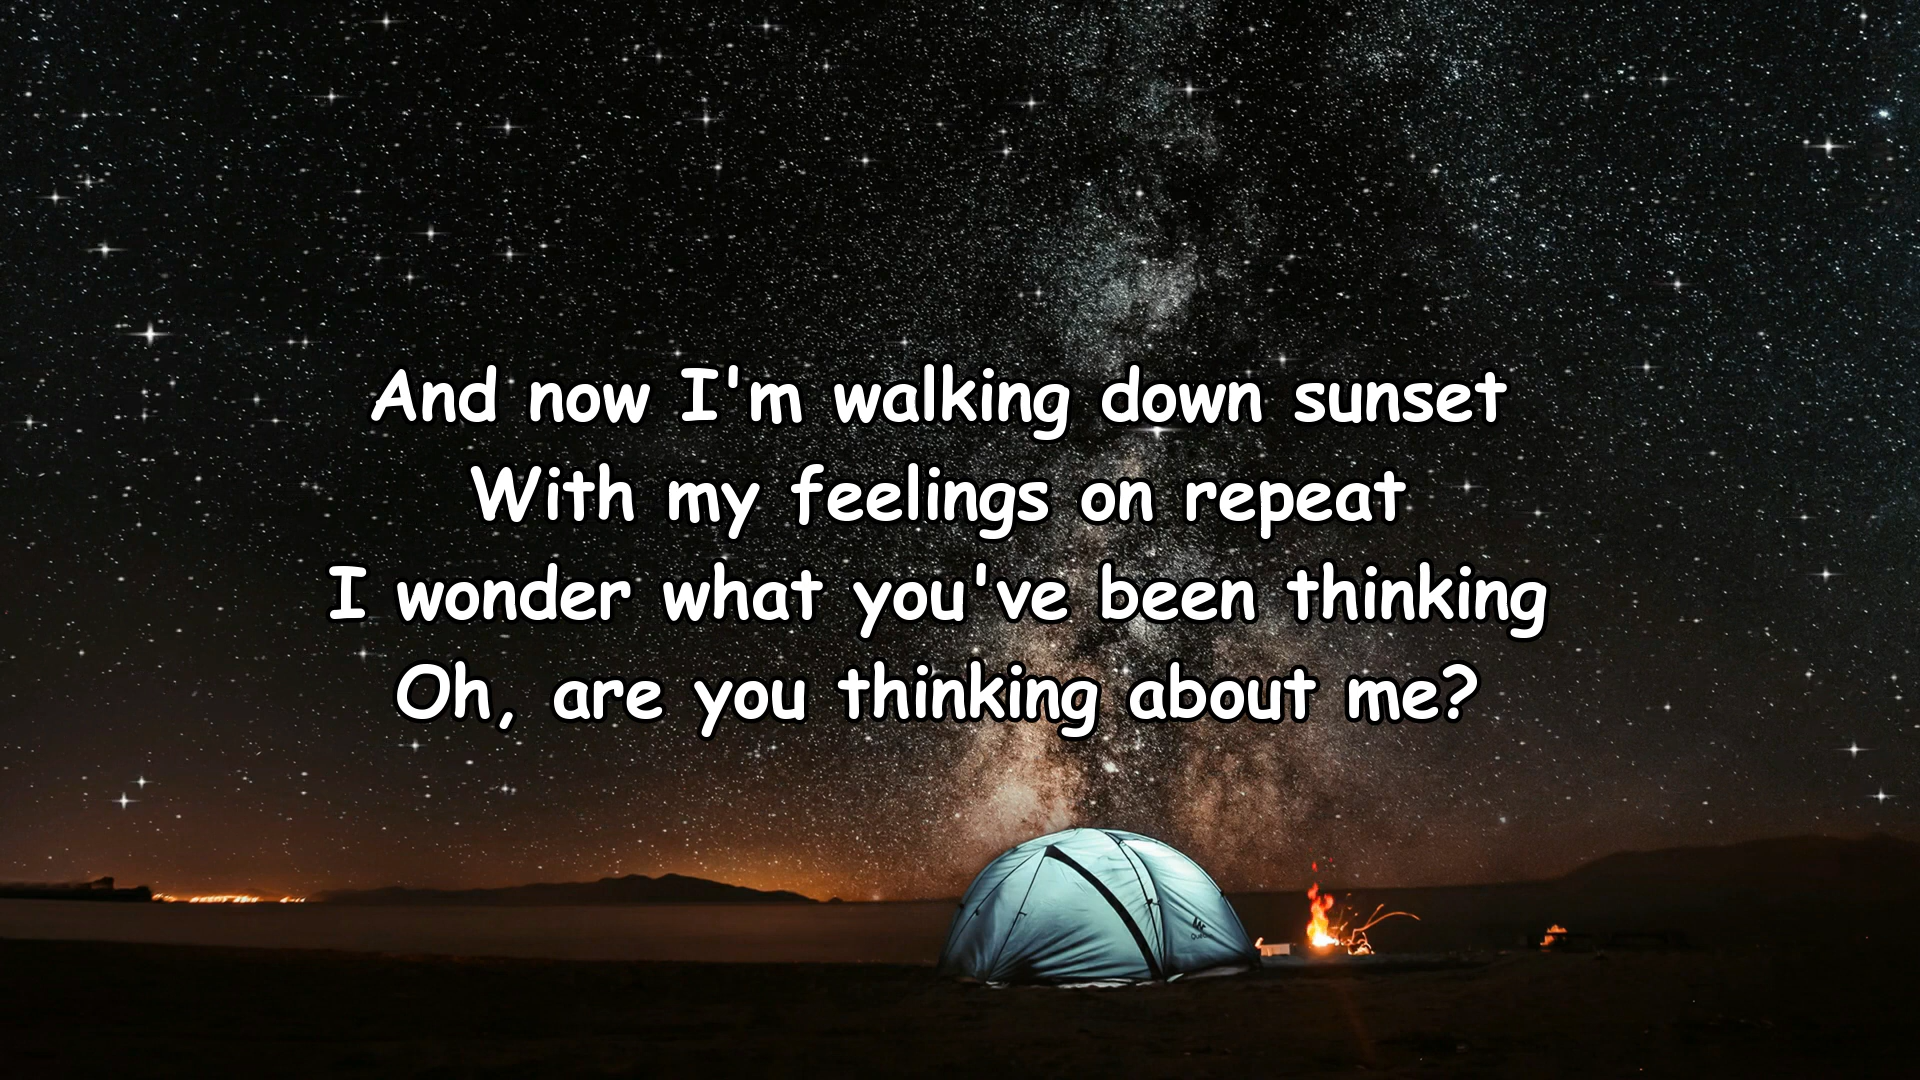 And now I'm walking down sunset
With my feelings on repeat
I wonder what you've been thinking
Oh, are you thinking about me?